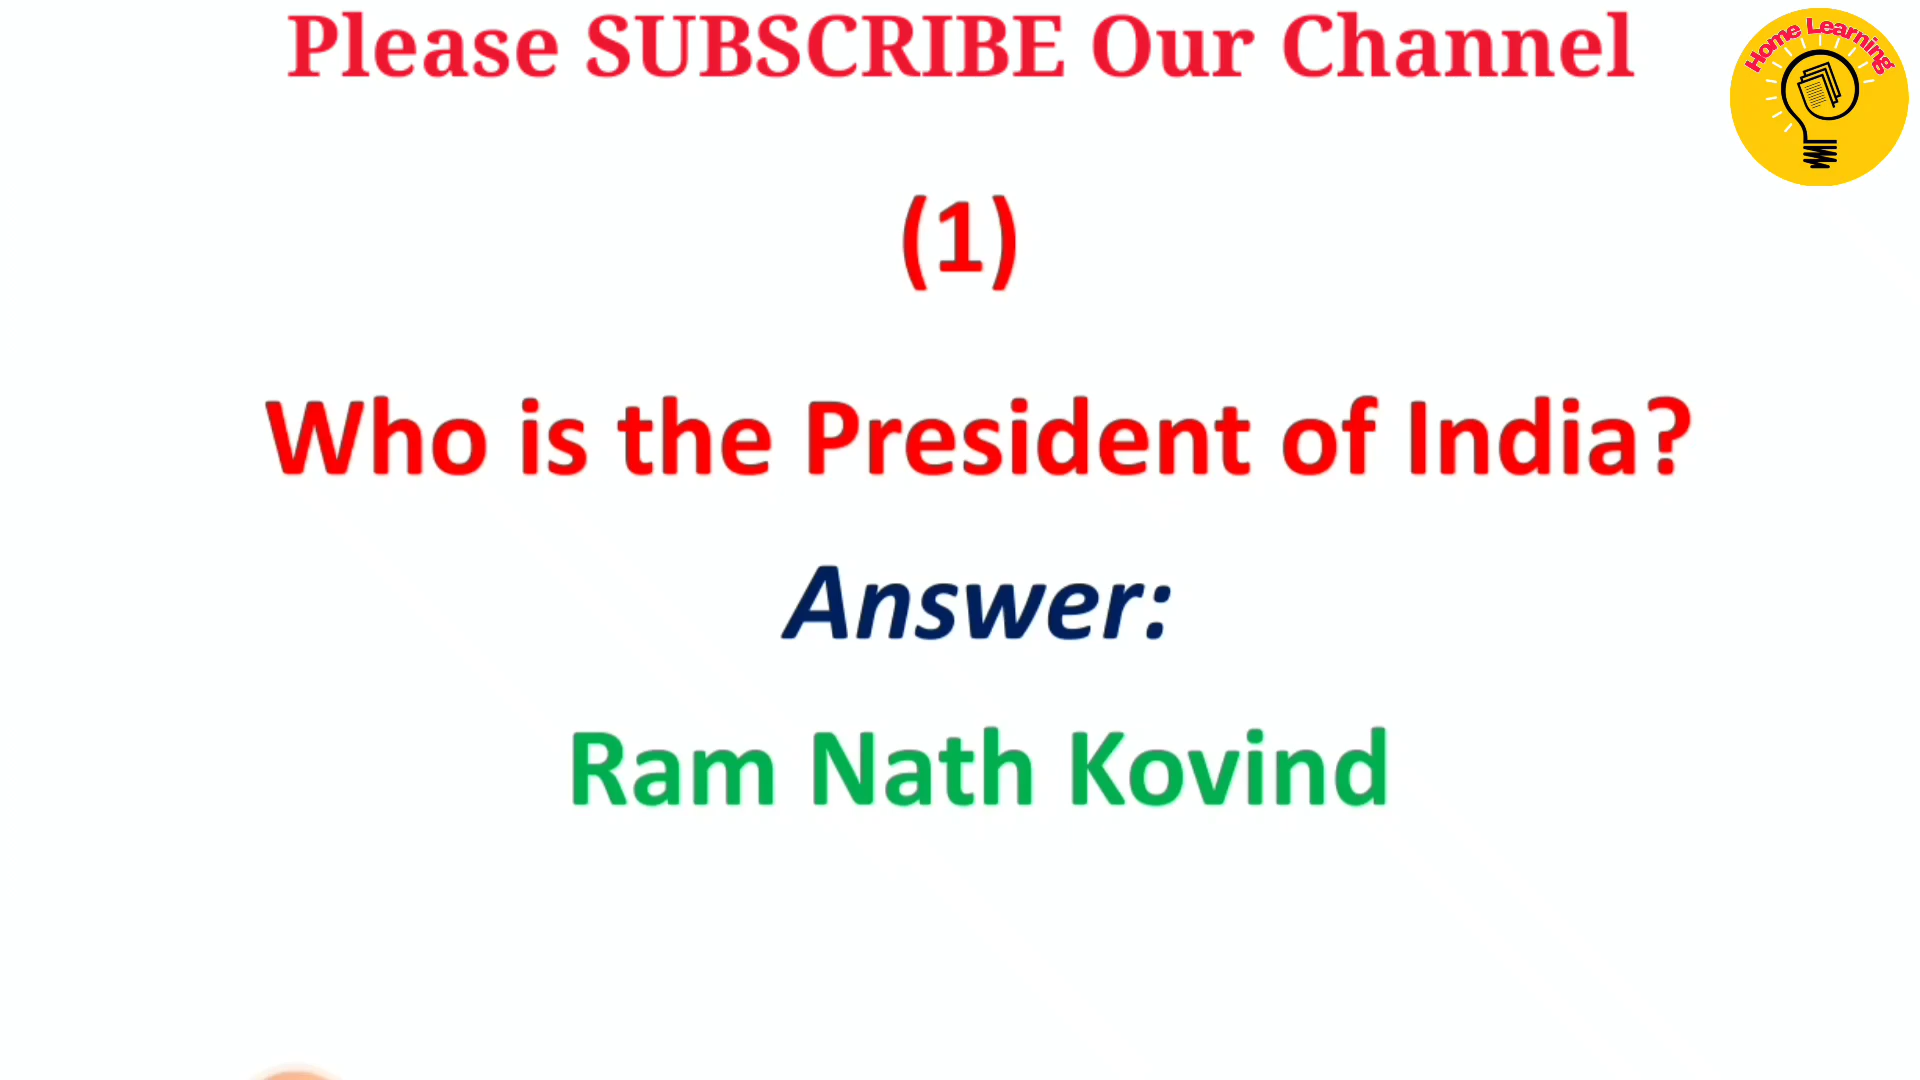 Please SUBSCRIBE Our Channel
Home Learning
(1)
Who is the President of India?
Answer:
Ram Nath Kovind